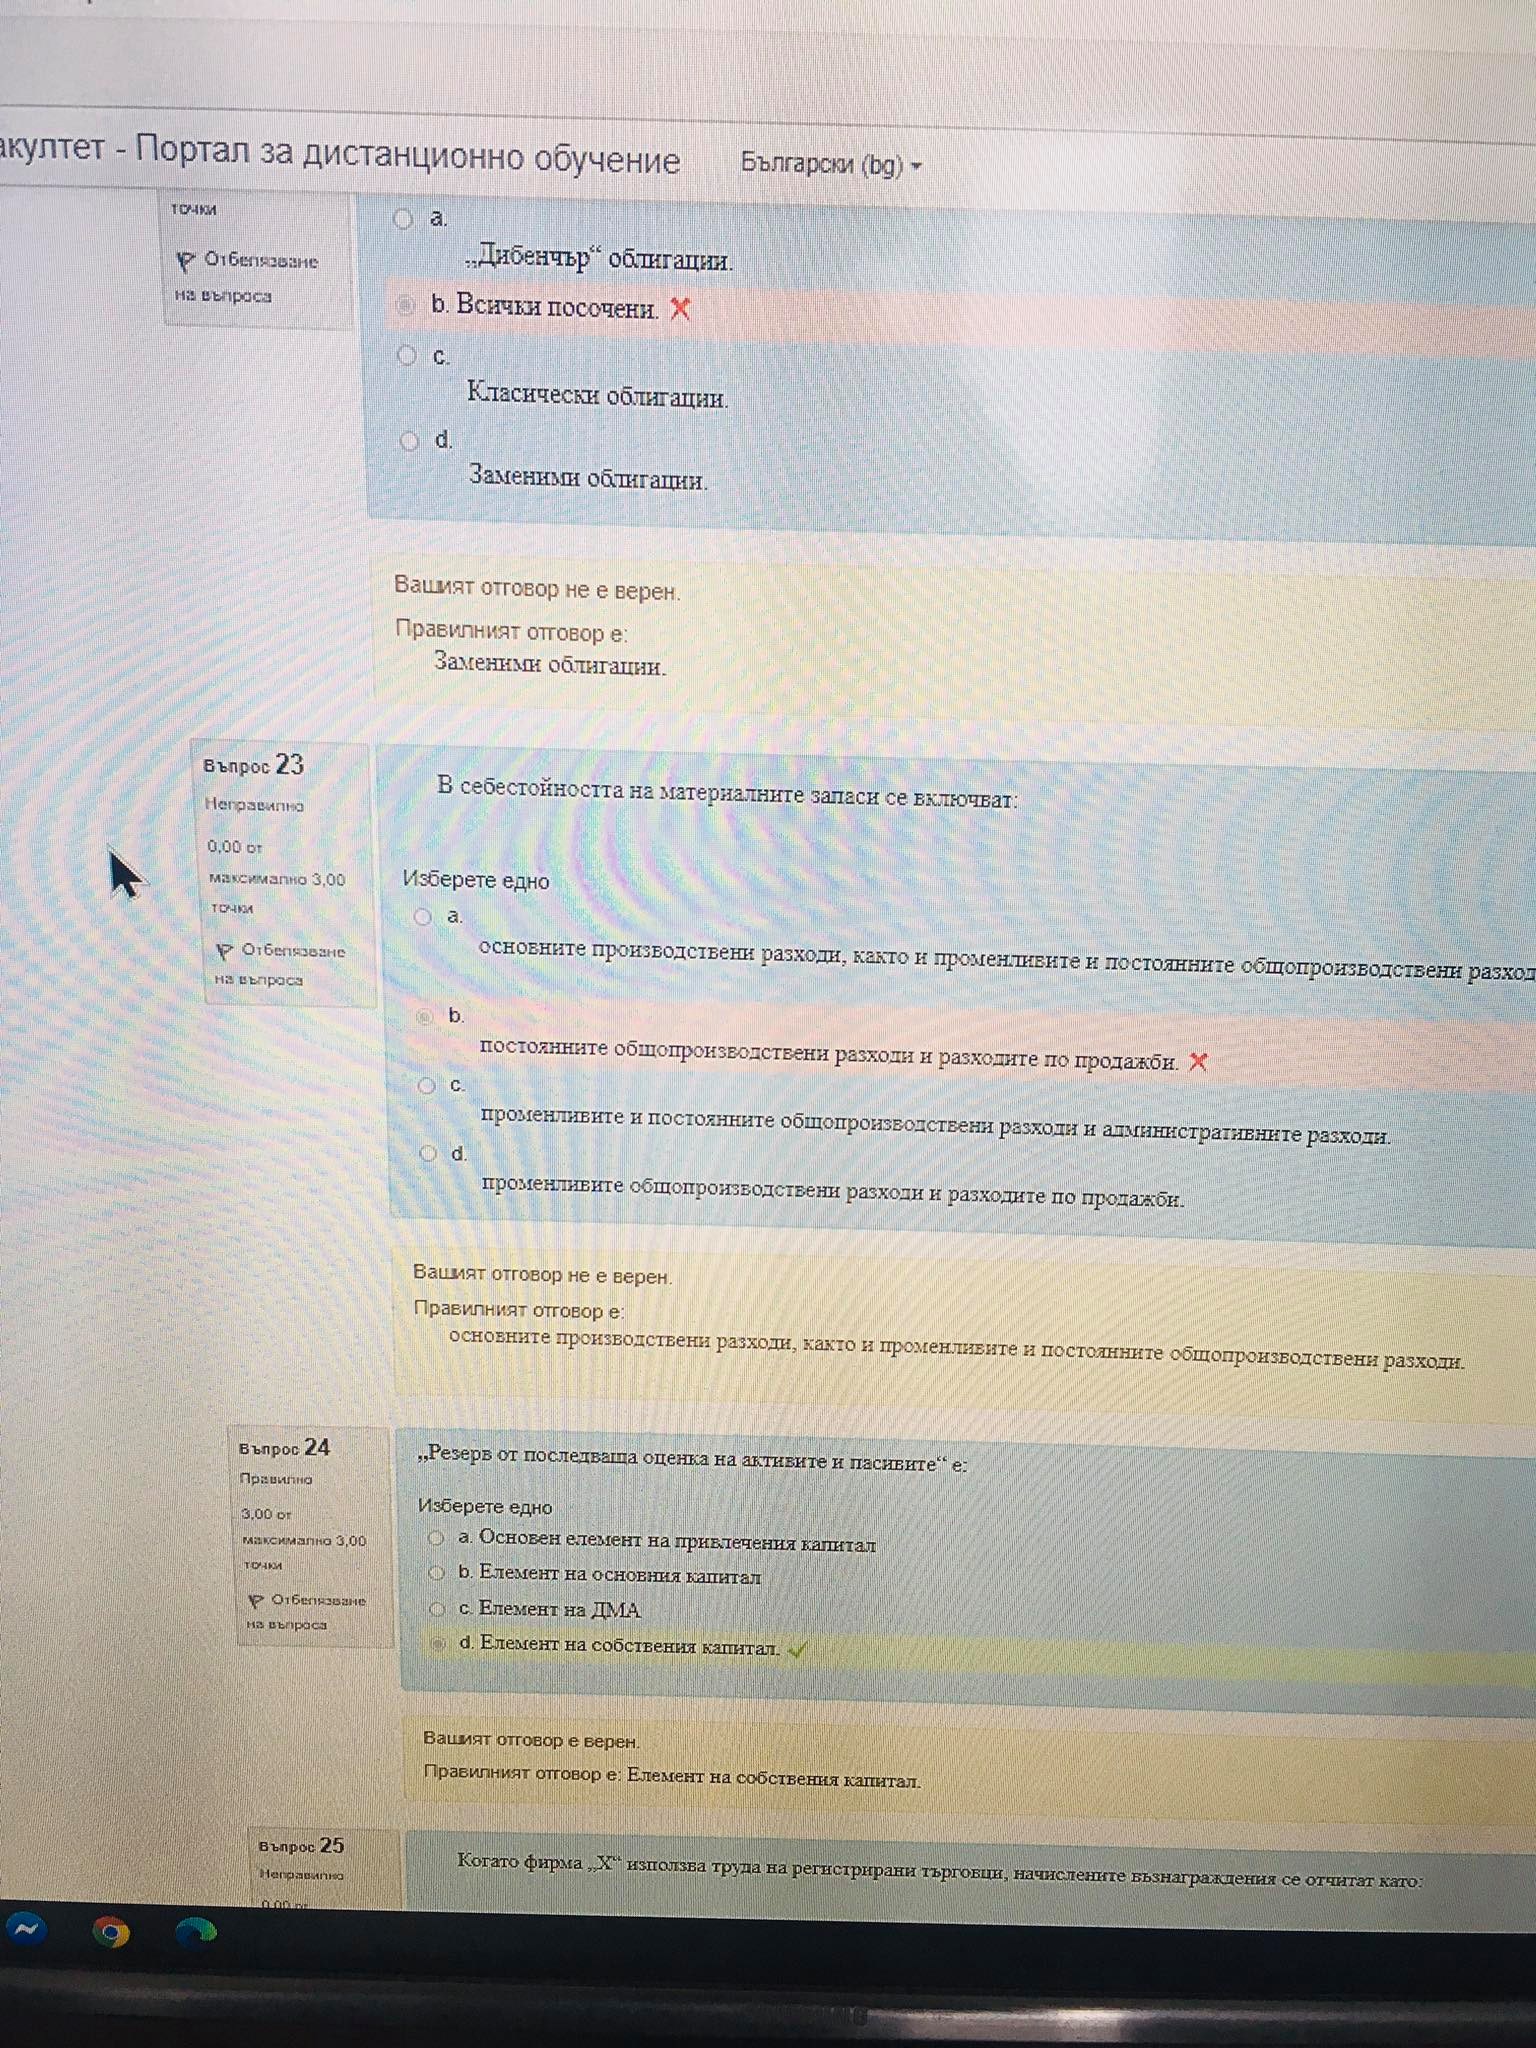 акултет - Портал за дистанционно обучение Български (bg)
точки
Отбелязване
на въпроса
a.
„Дибенчър“ облигации.
b. Всички посочени.
c.
Класически облигации.
d.
Заменими облигации.
Вашият отговор не е верен.
Правилният отговор е:
Заменими облигации.
Въпрос 23
Неправилно
0,00 от
максимално 3,00
точки
Отбелязване
на въпроса
В себестойността на материалните запаси се включват:
Изберете едно
a.
основните производствени разходи, както и променливите и постоянните общопроизводствени разход
b.
постоянните общопроизводствени разходи и разходите по продажби.
c.
променливите и постоянните общопроизводствени разходи и административните разходи.
d.
променливите общопроизводствени разходи и разходите по продажби.
Вашият отговор не е верен.
Правилният отговор е:
основните производствени разходи, както и променливите и постоянните общопроизводствени разходи.
Въпрос 24
Правилно
3,00 от
максимално 3,00
точки
Отбелязване
на въпроса
„Резерв от последваща оценка на активите и пасивите“ е:
Изберете едно
a. Основен елемент на привлечения капитал
b. Елемент на основния капитал
c. Елемент на ДМА
d. Елемент на собствения капитал.
Вашият отговор е верен.
Правилният отговор е: Елемент на собствения капитал.
Въпрос 25
Неправилно
0,00 от
Когато фирма „Х“ използва труда на регистрирани търговци, начислените възнаграждения се отчитат като: